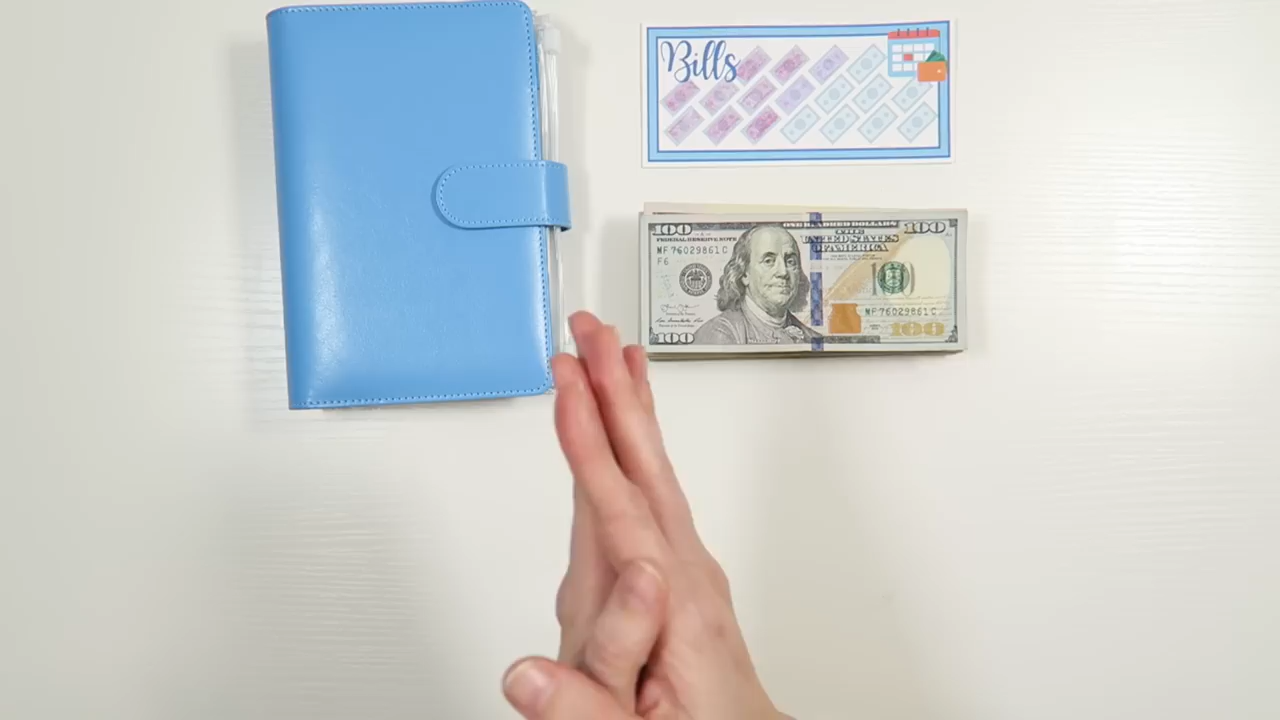 Bills
100 ONE HUNDRED DOLLARS 100
FEDERAL RESERVE NOTE
THE
UNITED STATES
OF AMERICA
MF 76029861 C
F6
100
MF 76029861 C
100
100